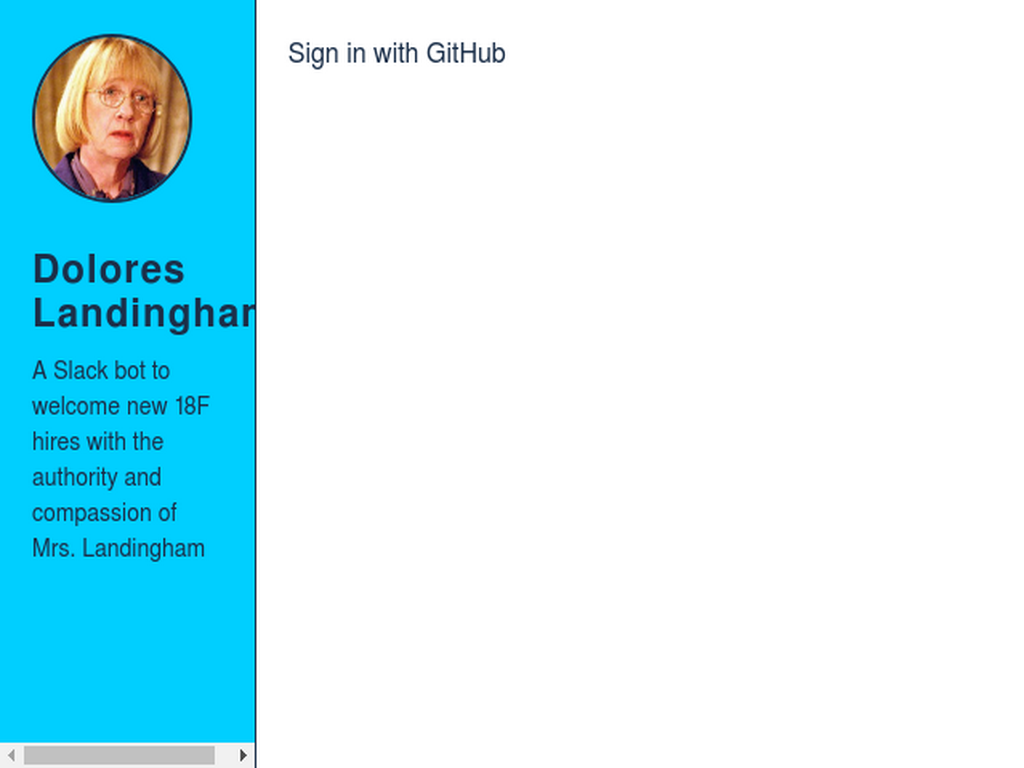 Sign in with GitHub
Dolores
Landingham
A Slack bot to
welcome new 18F
hires with the
authority and
compassion of
Mrs. Landingham